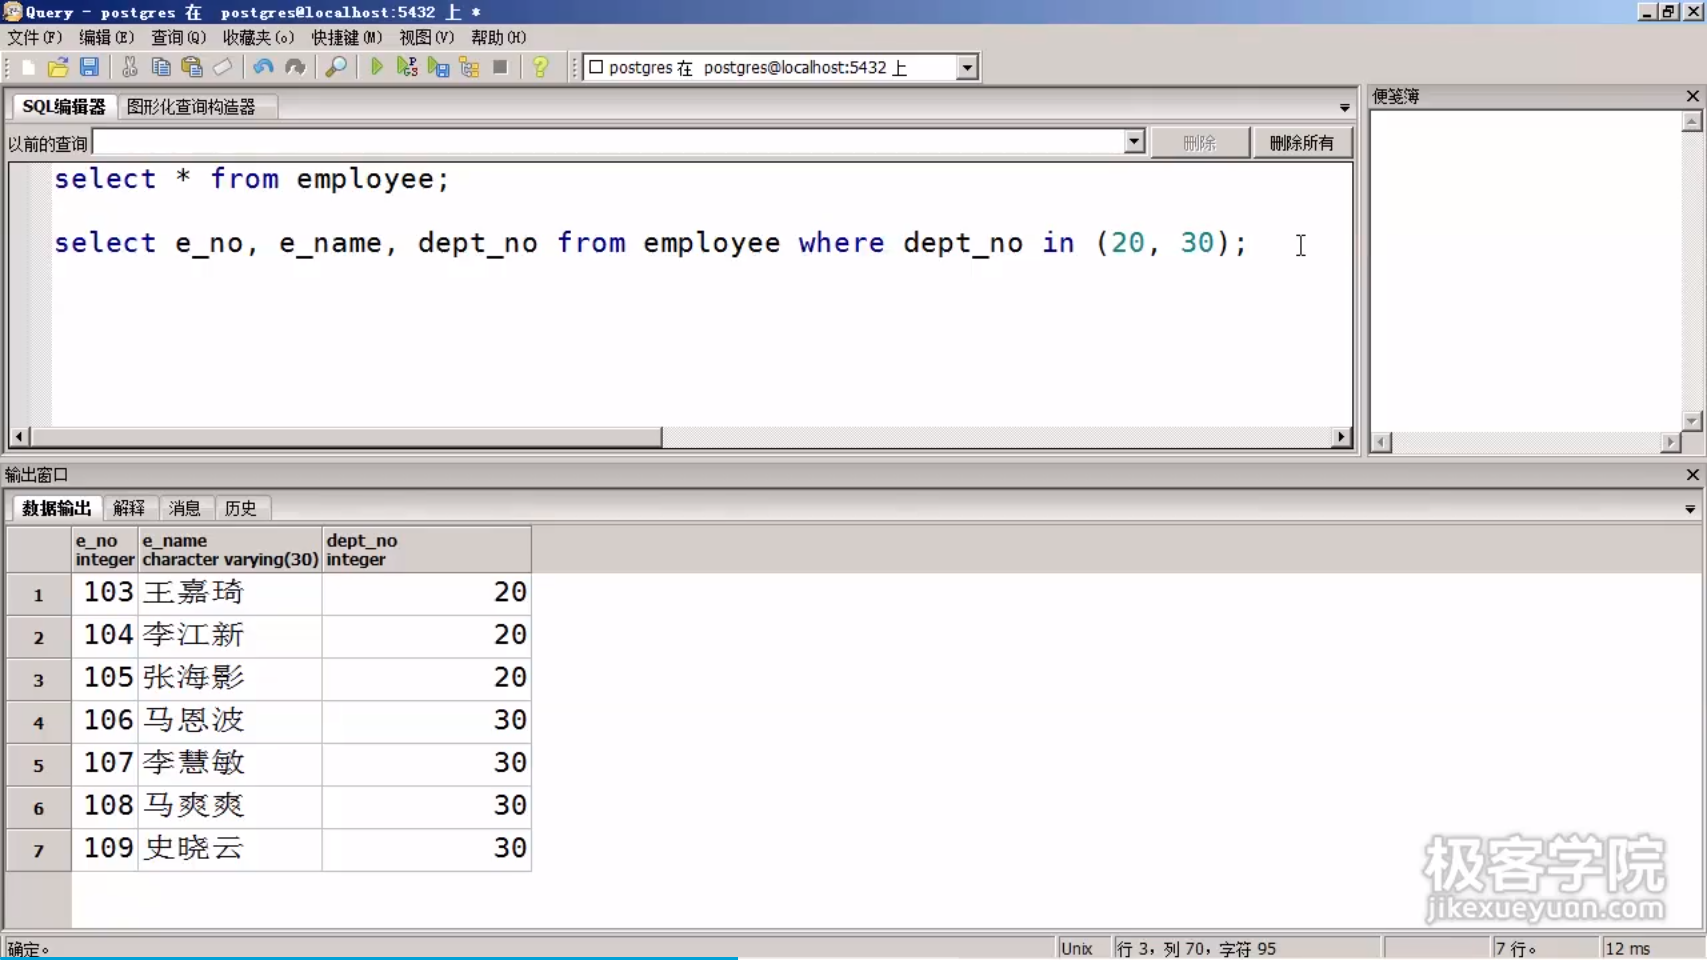 Query - postgres 在 postgres@localhost:5432 上 *
文件(F) 编辑(E) 查询(Q) 收藏夹(o) 快捷键(M) 视图(V) 帮助(H)
postgres 在 postgres@localhost:5432 上
SQL编辑器 图形化查询构造器
便笺簿
以前的查询 删除 删除所有
select * from employee;
select e_no, e_name, dept_no from employee where dept_no in (20, 30);
输出窗口
数据输出 解释 消息 历史
e_no e_name dept_no
integer character varying(30) integer
1 103 王嘉琦 20
2 104 李江新 20
3 105 张海影 20
4 106 马恩波 30
5 107 李慧敏 30
6 108 马爽爽 30
7 109 史晓云 30
极客学院
jikexueyuan.com
确定。 Unix 行 3，列 70，字符 95 7 行。 12 ms